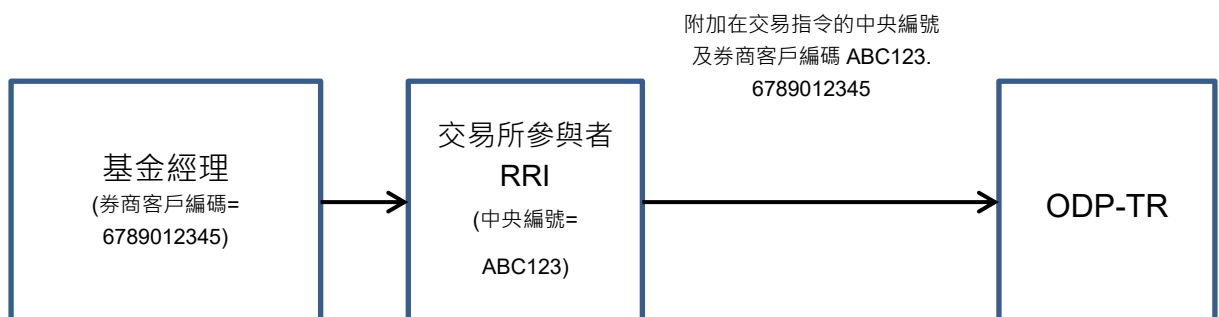 附加在交易指令的中央編號
及券商客戶編碼 ABC123.
6789012345
基金經理
(券商客戶編碼=
6789012345)
交易所參與者
RRI
(中央編號=
ABC123)
ODP-TR